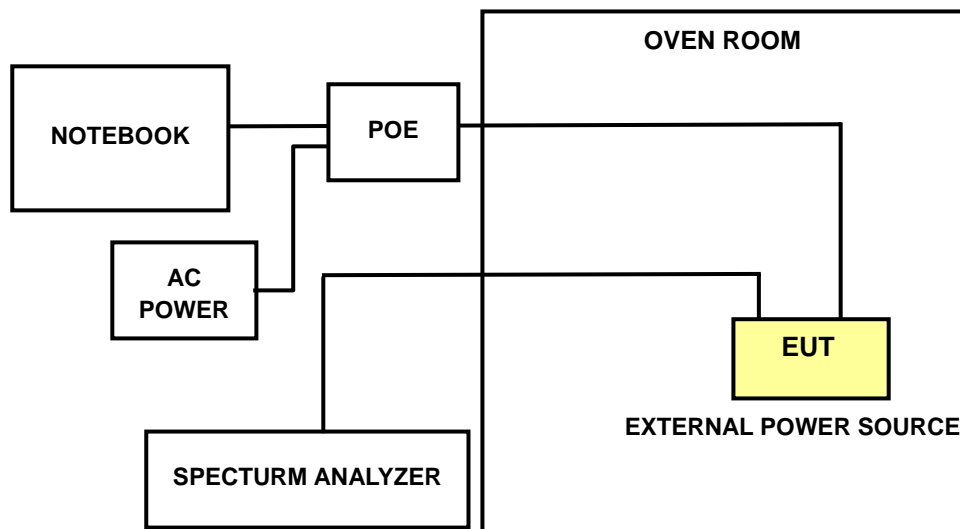 OVEN ROOM
NOTEBOOK
POE
AC
POWER
EUT
EXTERNAL POWER SOURCE
SPECTURM ANALYZER